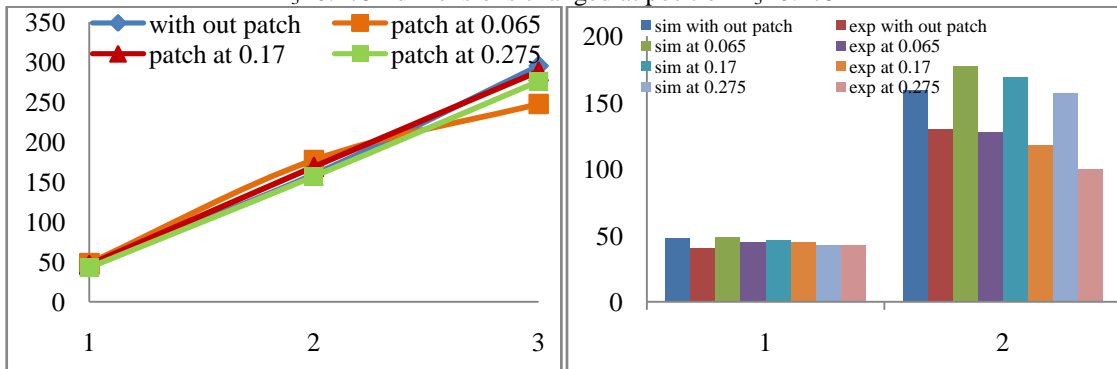 with out patch
patch at 0.065
patch at 0.17
patch at 0.275
350
300
250
200
150
100
50
0
1
2
3
sim with out patch
exp with out patch
sim at 0.065
exp at 0.065
sim at 0.17
exp at 0.17
sim at 0.275
exp at 0.275
200
150
100
50
0
1
2